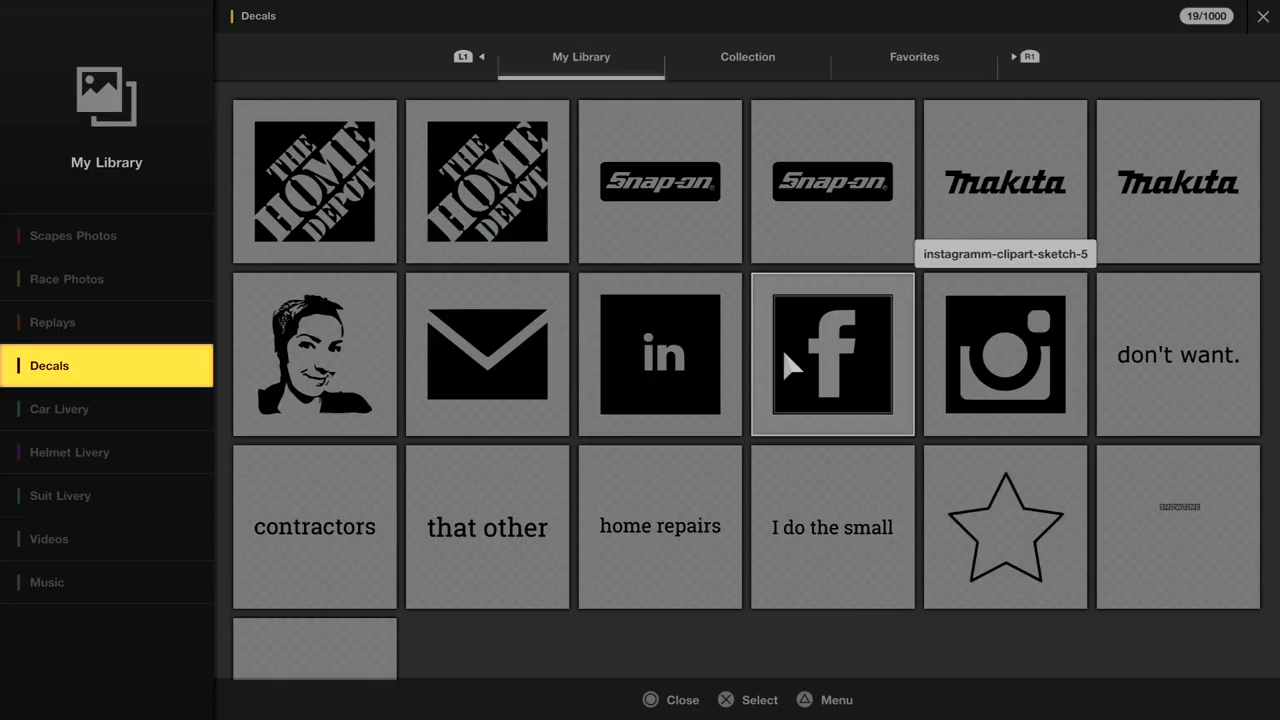 Decals
19/1000
L1
My Library
Collection
Favorites
R1
My Library
Scapes Photos
Race Photos
Replays
Decals
Car Livery
Helmet Livery
Suit Livery
Videos
Music
THE HOME DEPOT
THE HOME DEPOT
Snap-on®
Snap-on®
makita
makita
instagramm-clipart-sketch-5
in
f
don't want.
contractors
that other
home repairs
I do the small
SHOWTIME
Close
Select
Menu